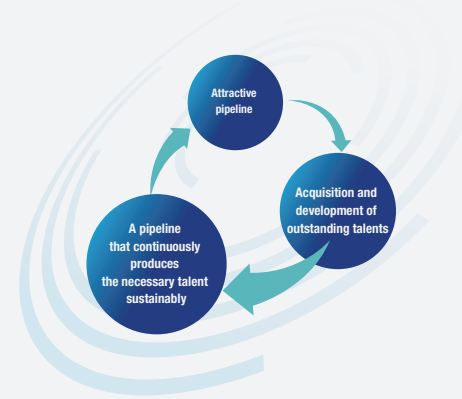 Attractive
pipeline
Acquisition and
development of
outstanding talents
A pipeline
that continuously
produces
the necessary talent
sustainably